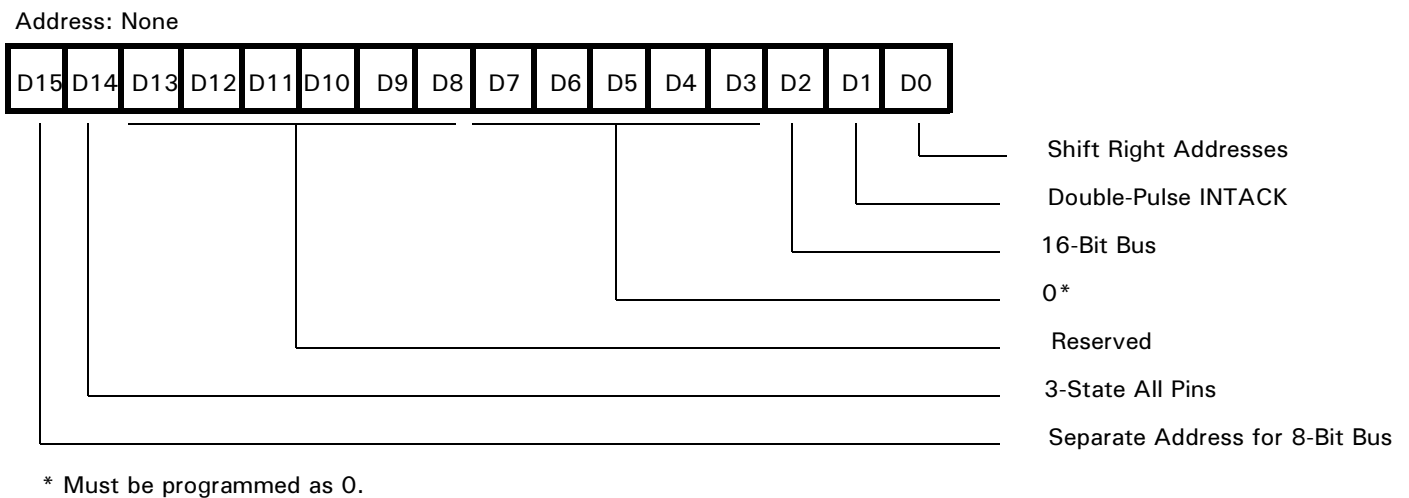 Address: None
D15 D14 D13 D12 D11 D10 D9 D8 D7 D6 D5 D4 D3 D2 D1 D0
Shift Right Addresses
Double-Pulse INTACK
16-Bit Bus
0*
Reserved
3-State All Pins
Separate Address for 8-Bit Bus
* Must be programmed as 0.